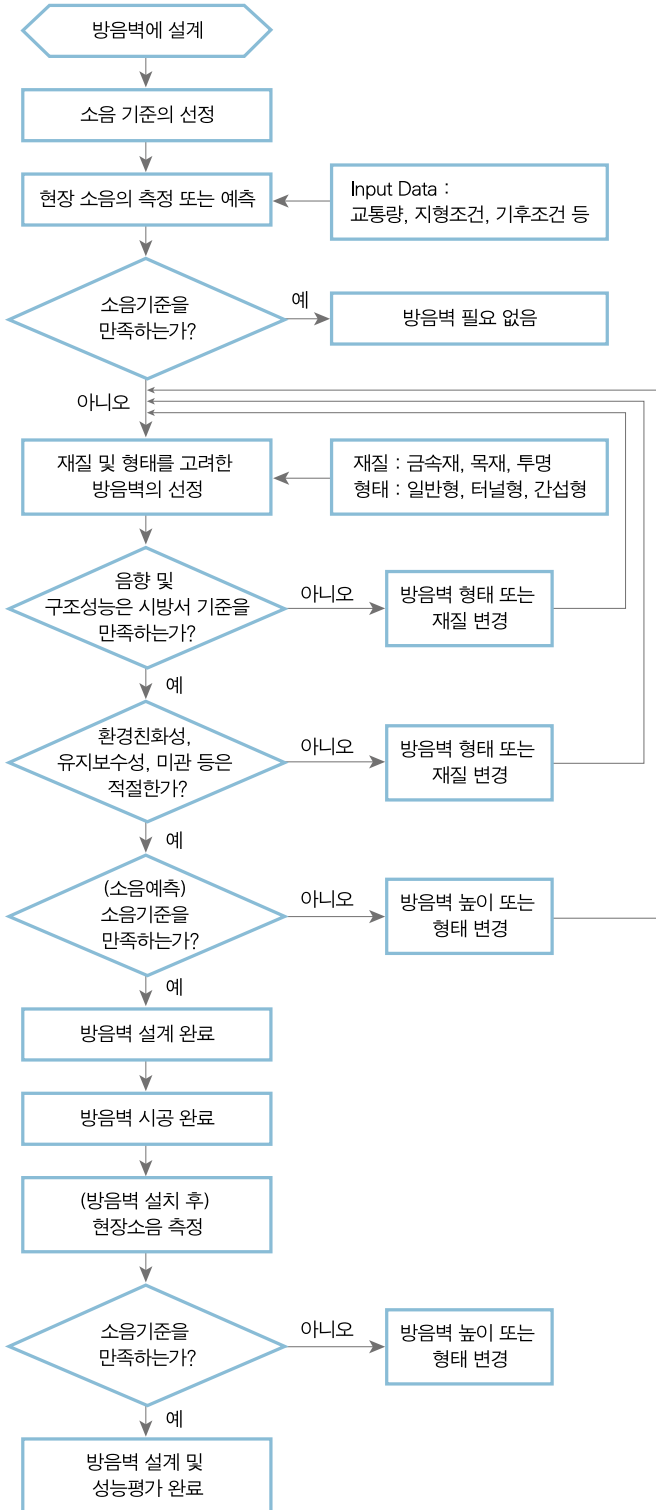 방음벽에 설계
소음 기준의 선정
현장 소음의 측정 또는 예측
Input Data :
교통량, 지형조건, 기후조건 등
소음기준을
만족하는가?
예
방음벽 필요 없음
아니오
재질 및 형태를 고려한
방음벽의 선정
재질 : 금속재, 목재, 투명
형태 : 일반형, 터널형, 간섭형
음향 및
구조성능은 시방서 기준을
만족하는가?
아니오
방음벽 형태 또는
재질 변경
예
환경친화성,
유지보수성, 미관 등은
적절한가?
아니오
방음벽 형태 또는
재질 변경
예
(소음예측)
소음기준을
만족하는가?
아니오
방음벽 높이 또는
형태 변경
예
방음벽 설계 완료
방음벽 시공 완료
(방음벽 설치 후)
현장소음 측정
소음기준을
만족하는가?
아니오
방음벽 높이 또는
형태 변경
예
방음벽 설계 및
성능평가 완료